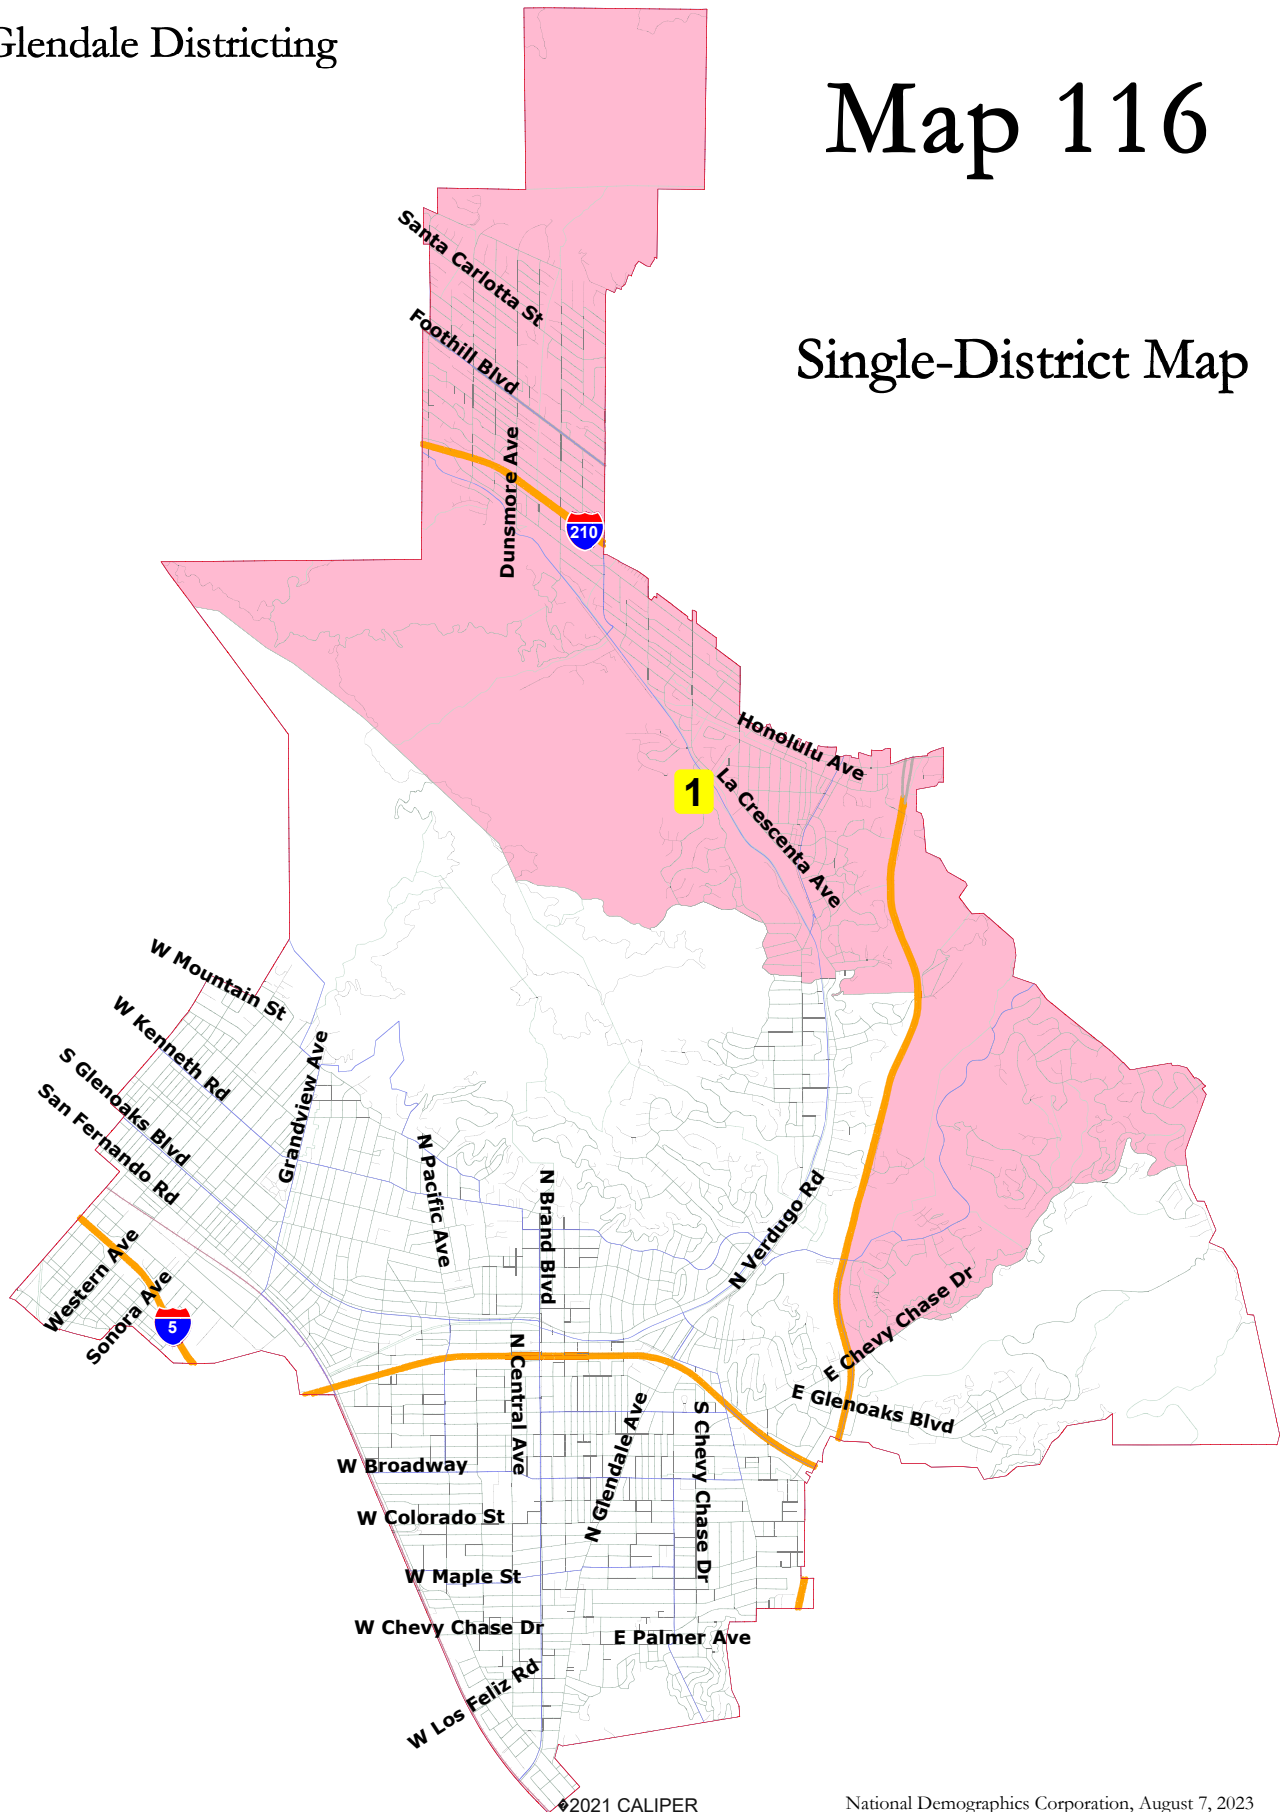 Glendale Districting
Map 116
Single-District Map
Santa Carlotta St
Foothill Blvd
Dunsmore Ave
210
Honolulu Ave
1
La Crescenta Ave
W Mountain St
W Kenneth Rd
S Glenoaks Blvd
San Fernando Rd
Grandview Ave
N Pacific Ave
N Brand Blvd
N Verdugo Rd
Western Ave
Sonora Ave
5
E Chevy Chase Dr
E Glenoaks Blvd
N Central Ave
N Glendale Ave
S Chevy Chase Dr
W Broadway
W Colorado St
W Maple St
W Chevy Chase Dr
E Palmer Ave
W Los Feliz Rd
�2021 CALIPER
National Demographics Corporation, August 7, 2023